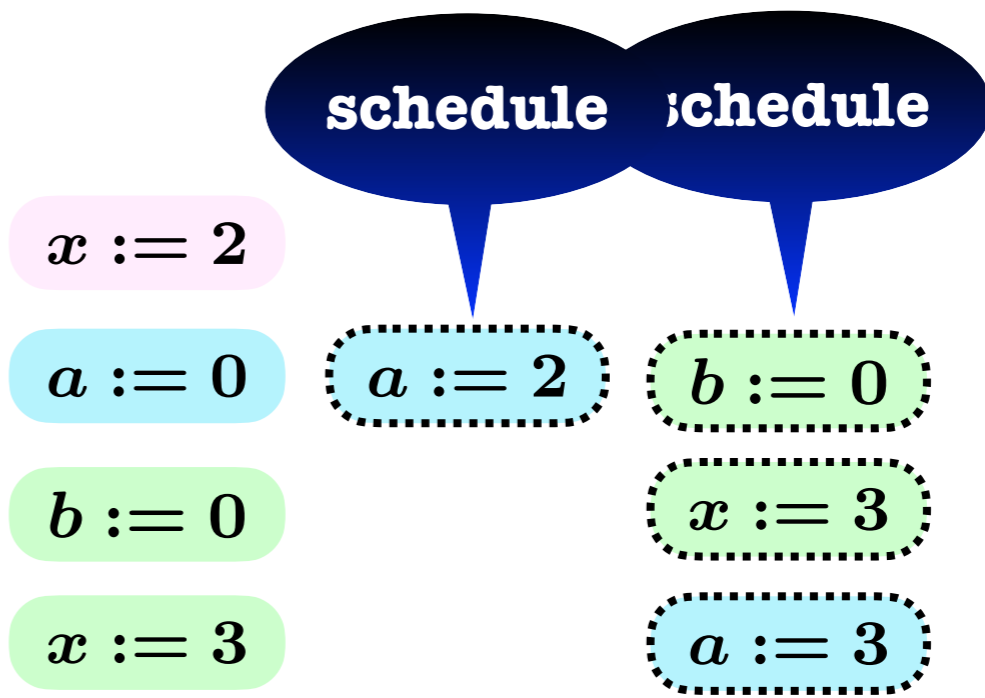 schedule
schedule
x := 2
a := 0
a := 2
b := 0
b := 0
x := 3
x := 3
a := 3